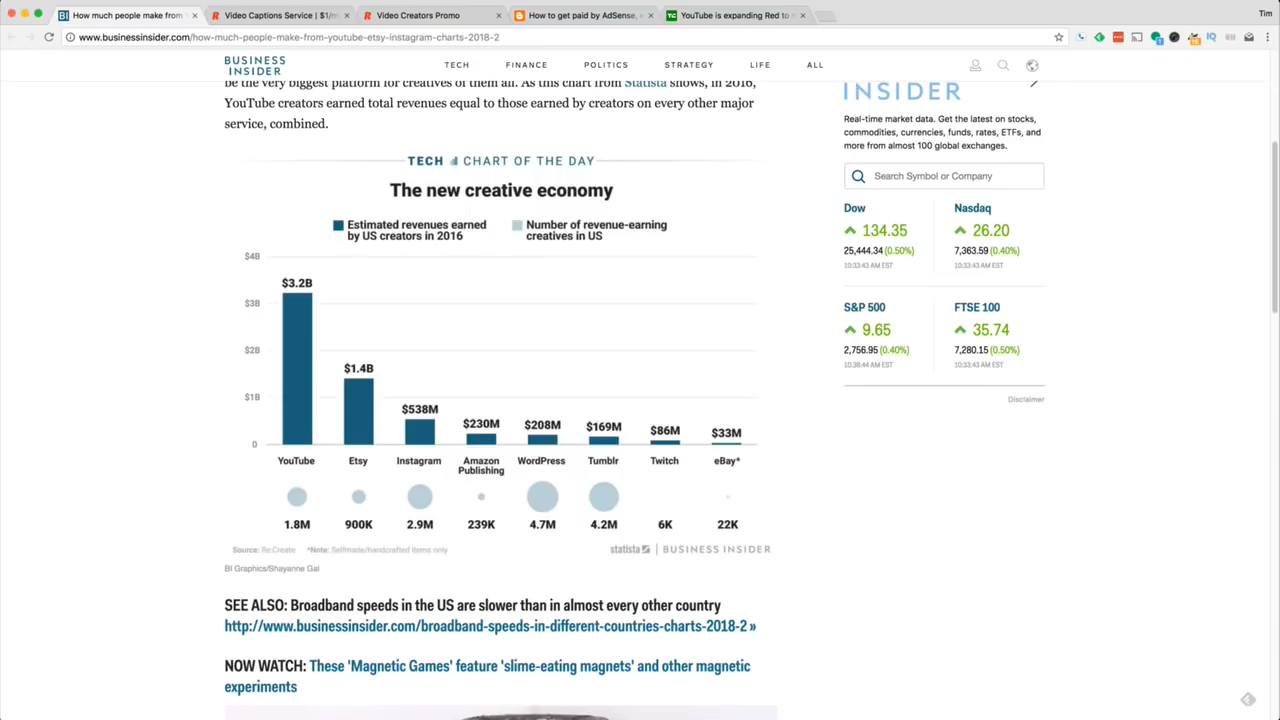 How much people make from
Video Captions Service | $1/m
Video Creators Promo
How to get paid by AdSense, e
YouTube is expanding Red to
Tim
www.businessinsider.com/how-much-people-make-from-youtube-etsy-instagram-charts-2018-2
BUSINESS
INSIDER
TECH
FINANCE
POLITICS
STRATEGY
LIFE
ALL
be the very biggest platform for creatives of them all. As this chart from Statista shows, in 2016,
YouTube creators earned total revenues equal to those earned by creators on every other major
service, combined.
TECH CHART OF THE DAY
The new creative economy
Estimated revenues earned
by US creators in 2016
Number of revenue-earning
creatives in US
$4B
$3B
$2B
$1B
0
$3.2B
$1.4B
$538M
$230M
$208M
$169M
$86M
$33M
YouTube
Etsy
Instagram
Amazon
Publishing
WordPress
Tumblr
Twitch
eBay*
1.8M
900K
2.9M
239K
4.7M
4.2M
6K
22K
Source: Re:Create *Note: Selfmade/handcrafted items only
statista | BUSINESS INSIDER
BI Graphics/Shayanne Gal
SEE ALSO: Broadband speeds in the US are slower than in almost every other country
http://www.businessinsider.com/broadband-speeds-in-different-countries-charts-2018-2 »
NOW WATCH: These 'Magnetic Games' feature 'slime-eating magnets' and other magnetic
experiments
INSIDER
Real-time market data. Get the latest on stocks,
commodities, currencies, funds, rates, ETFs, and
more from almost 100 global exchanges.
Search Symbol or Company
Dow
134.35
25,444.34 (0.50%)
10:33:43 AM EST
Nasdaq
26.20
7,363.59 (0.40%)
10:33:43 AM EST
S&P 500
9.65
2,756.95 (0.40%)
10:38:44 AM EST
FTSE 100
35.74
7,280.15 (0.50%)
10:33:43 AM EST
Disclaimer